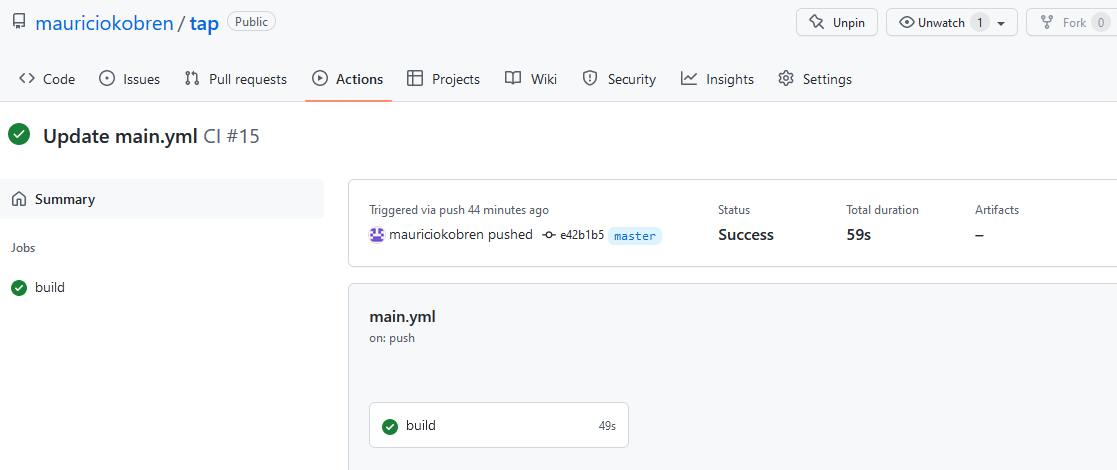 mauriciokobren / tap Public Unpin Unwatch 1 Fork 0
Code Issues Pull requests Actions Projects Wiki Security Insights Settings
Update main.yml CI #15
Summary
Jobs
build
Triggered via push 44 minutes ago
mauriciokobren pushed e42b1b5 master
Status
Success
Total duration
59s
Artifacts
–
main.yml
on: push
build 49s